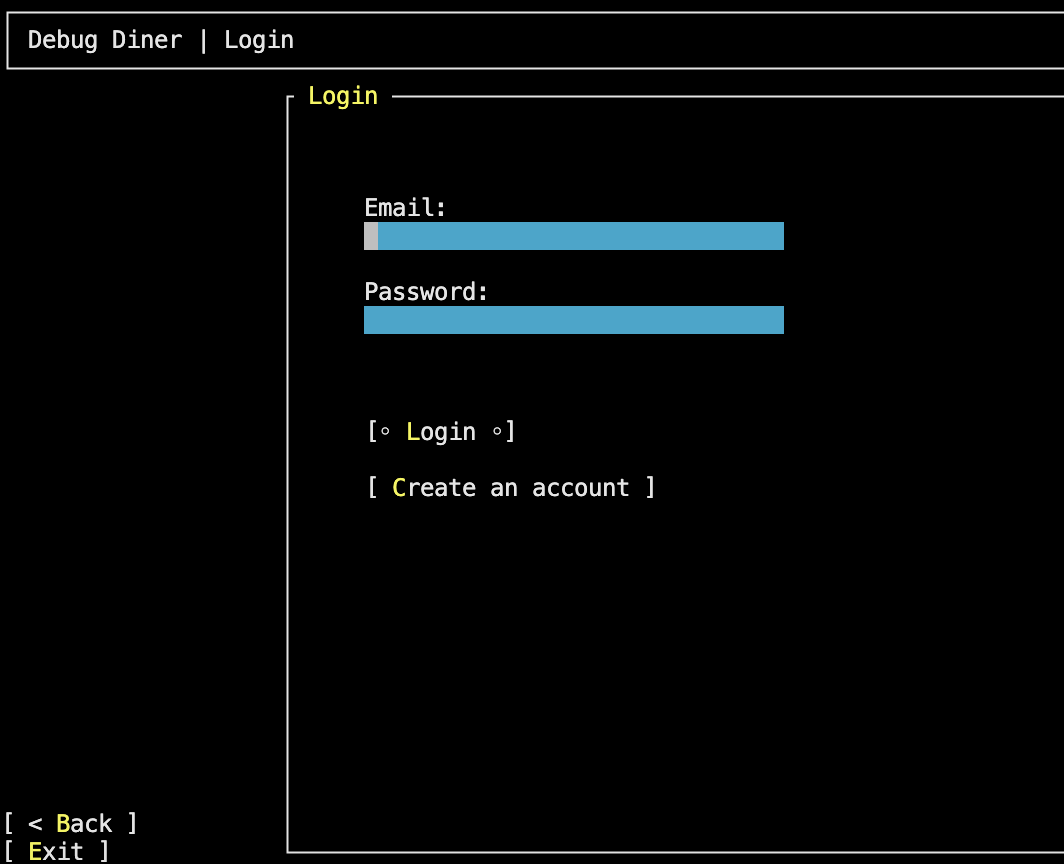 Debug Diner | Login
Login
Email:
Password:
[◦ Login ◦]
[ Create an account ]
[ < Back ]
[ Exit ]